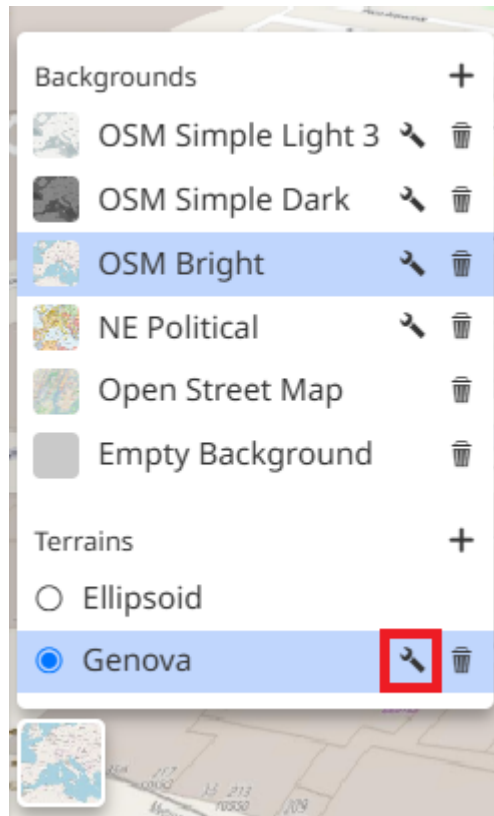 Backgrounds
OSM Simple Light 3
OSM Simple Dark
OSM Bright
NE Political
Open Street Map
Empty Background
Terrains
Ellipsoid
Genova